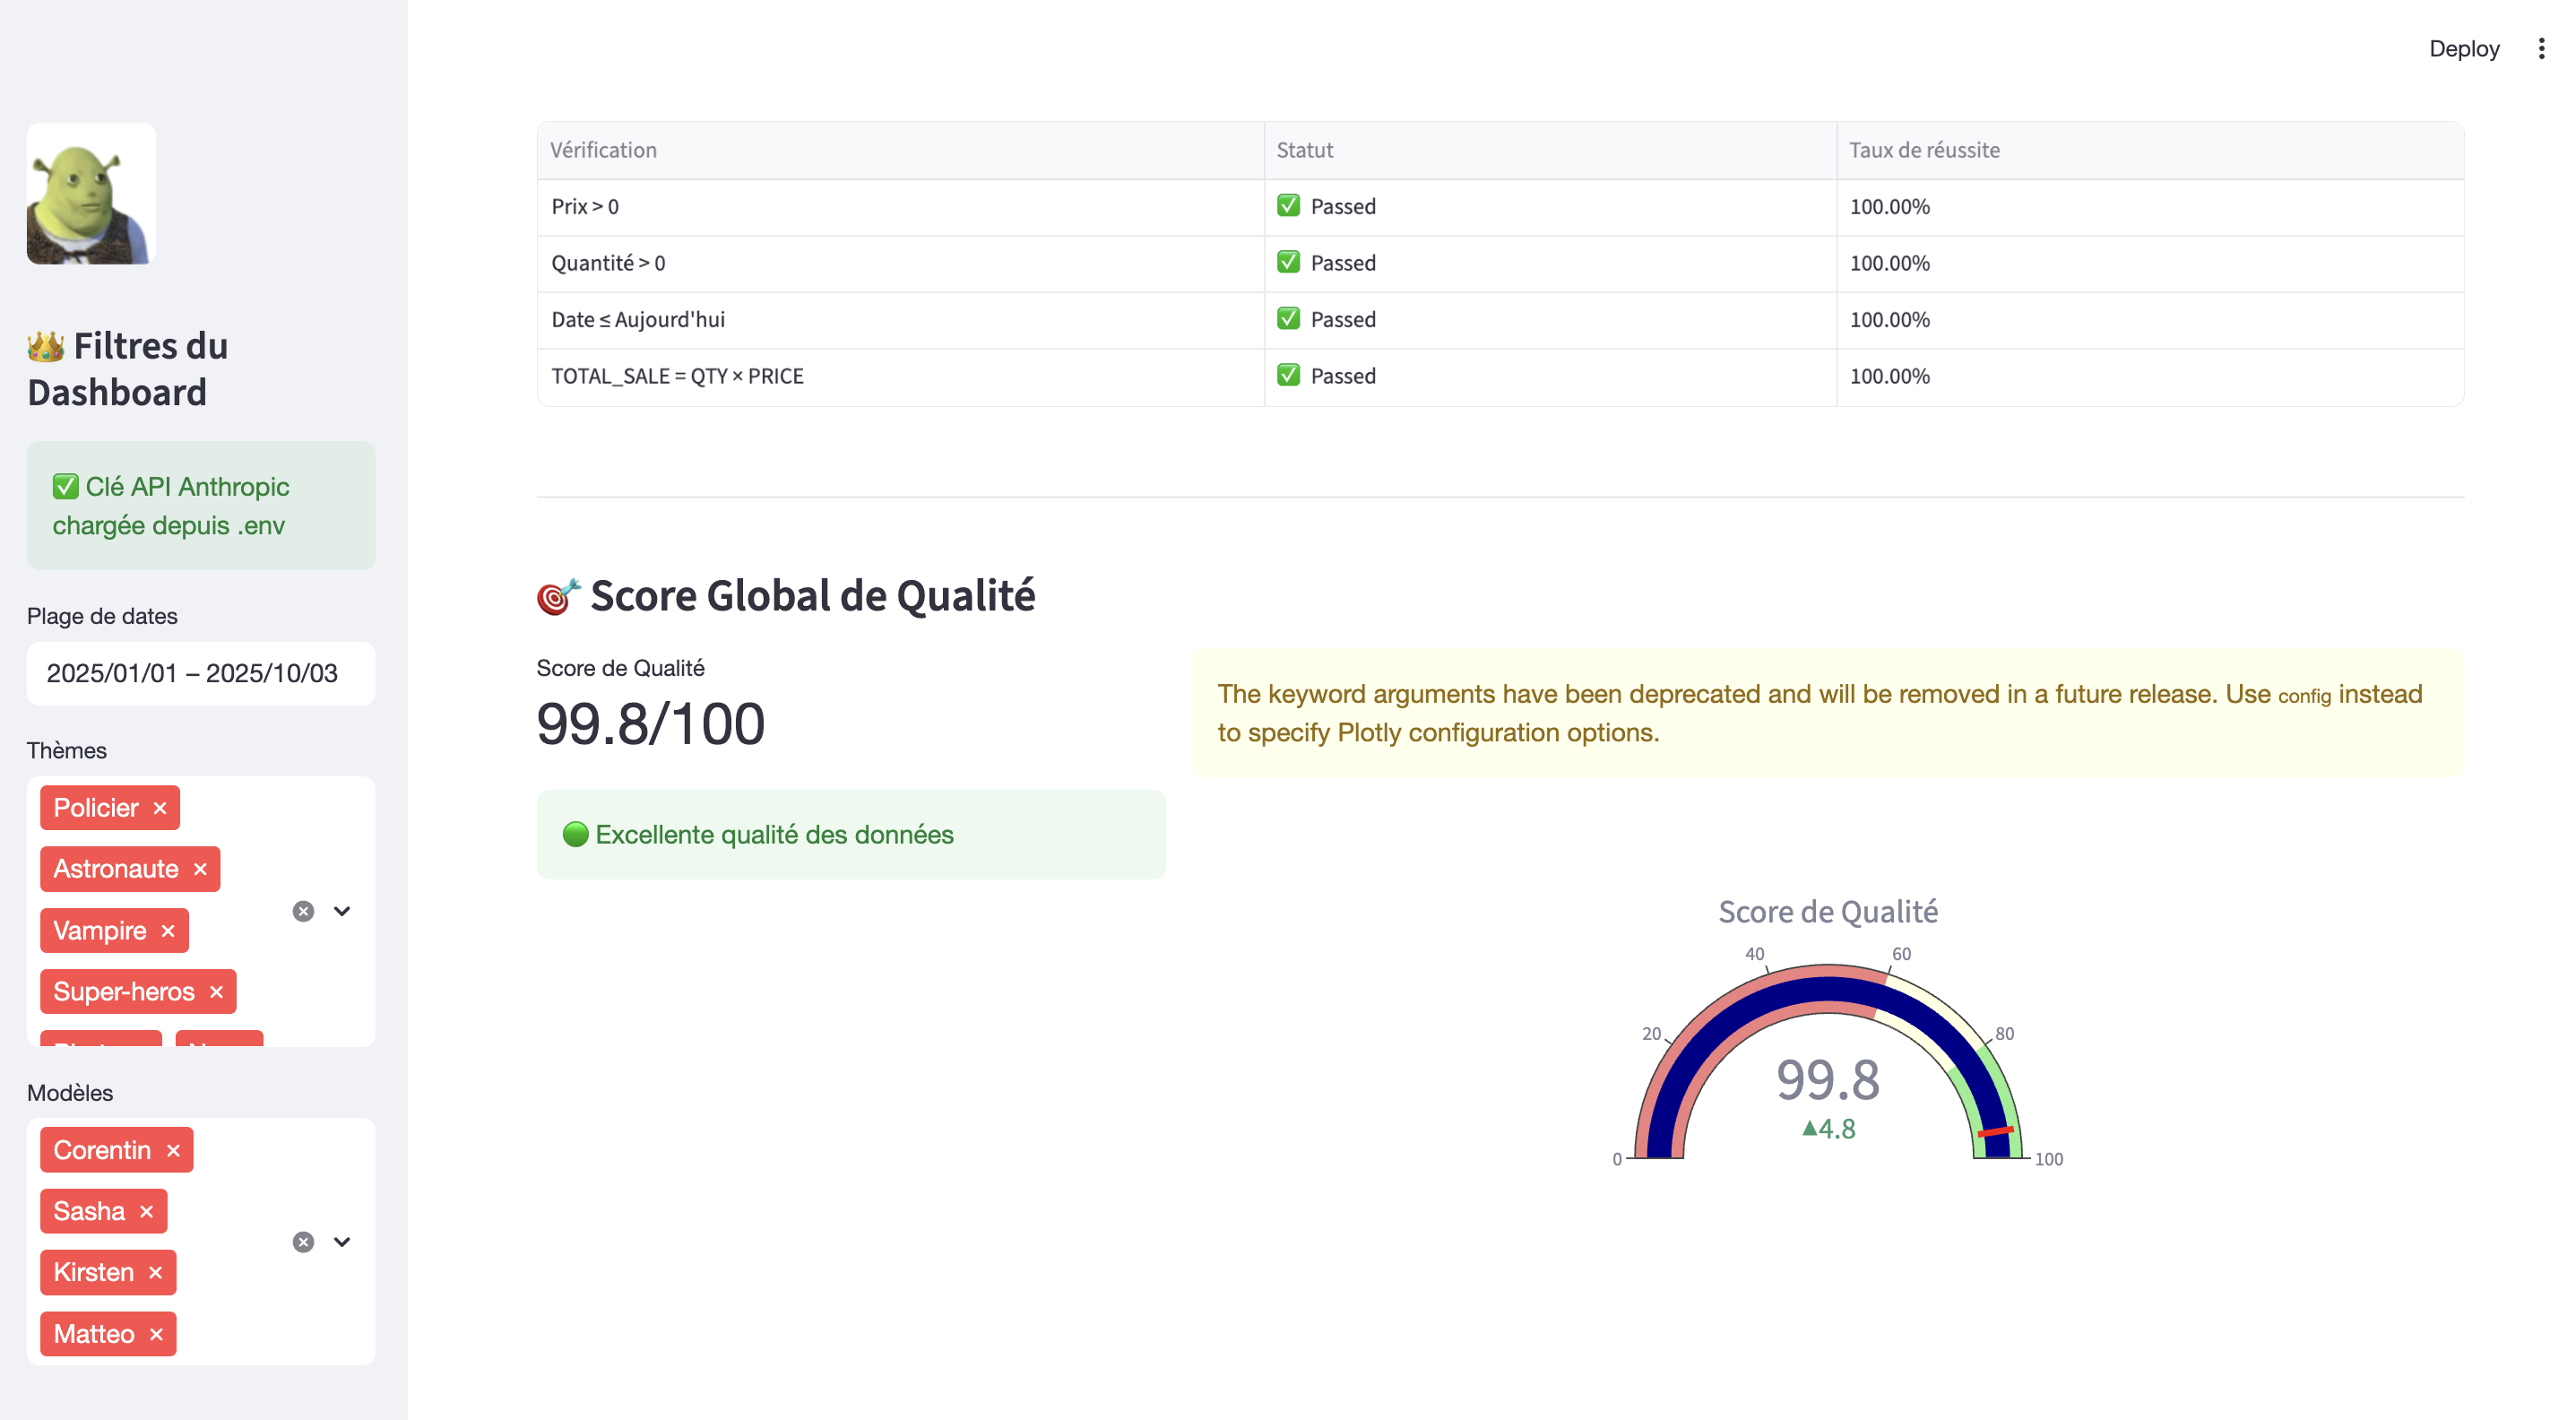 Deploy
👑 Filtres du
Dashboard
✅ Clé API Anthropic
chargée depuis .env
Plage de dates
2025/01/01 – 2025/10/03
Thèmes
Policier ×
Astronaute ×
Vampire ×
Super-heros ×
Modèles
Corentin ×
Sasha ×
Kirsten ×
Matteo ×
Vérification Statut Taux de réussite
Prix > 0 ✅ Passed 100.00%
Quantité > 0 ✅ Passed 100.00%
Date ≤ Aujourd'hui ✅ Passed 100.00%
TOTAL_SALE = QTY × PRICE ✅ Passed 100.00%
🎯 Score Global de Qualité
Score de Qualité
99.8/100
🟢 Excellente qualité des données
The keyword arguments have been deprecated and will be removed in a future release. Use config instead
to specify Plotly configuration options.
Score de Qualité
40 60
20 80
99.8
▲4.8
0 100